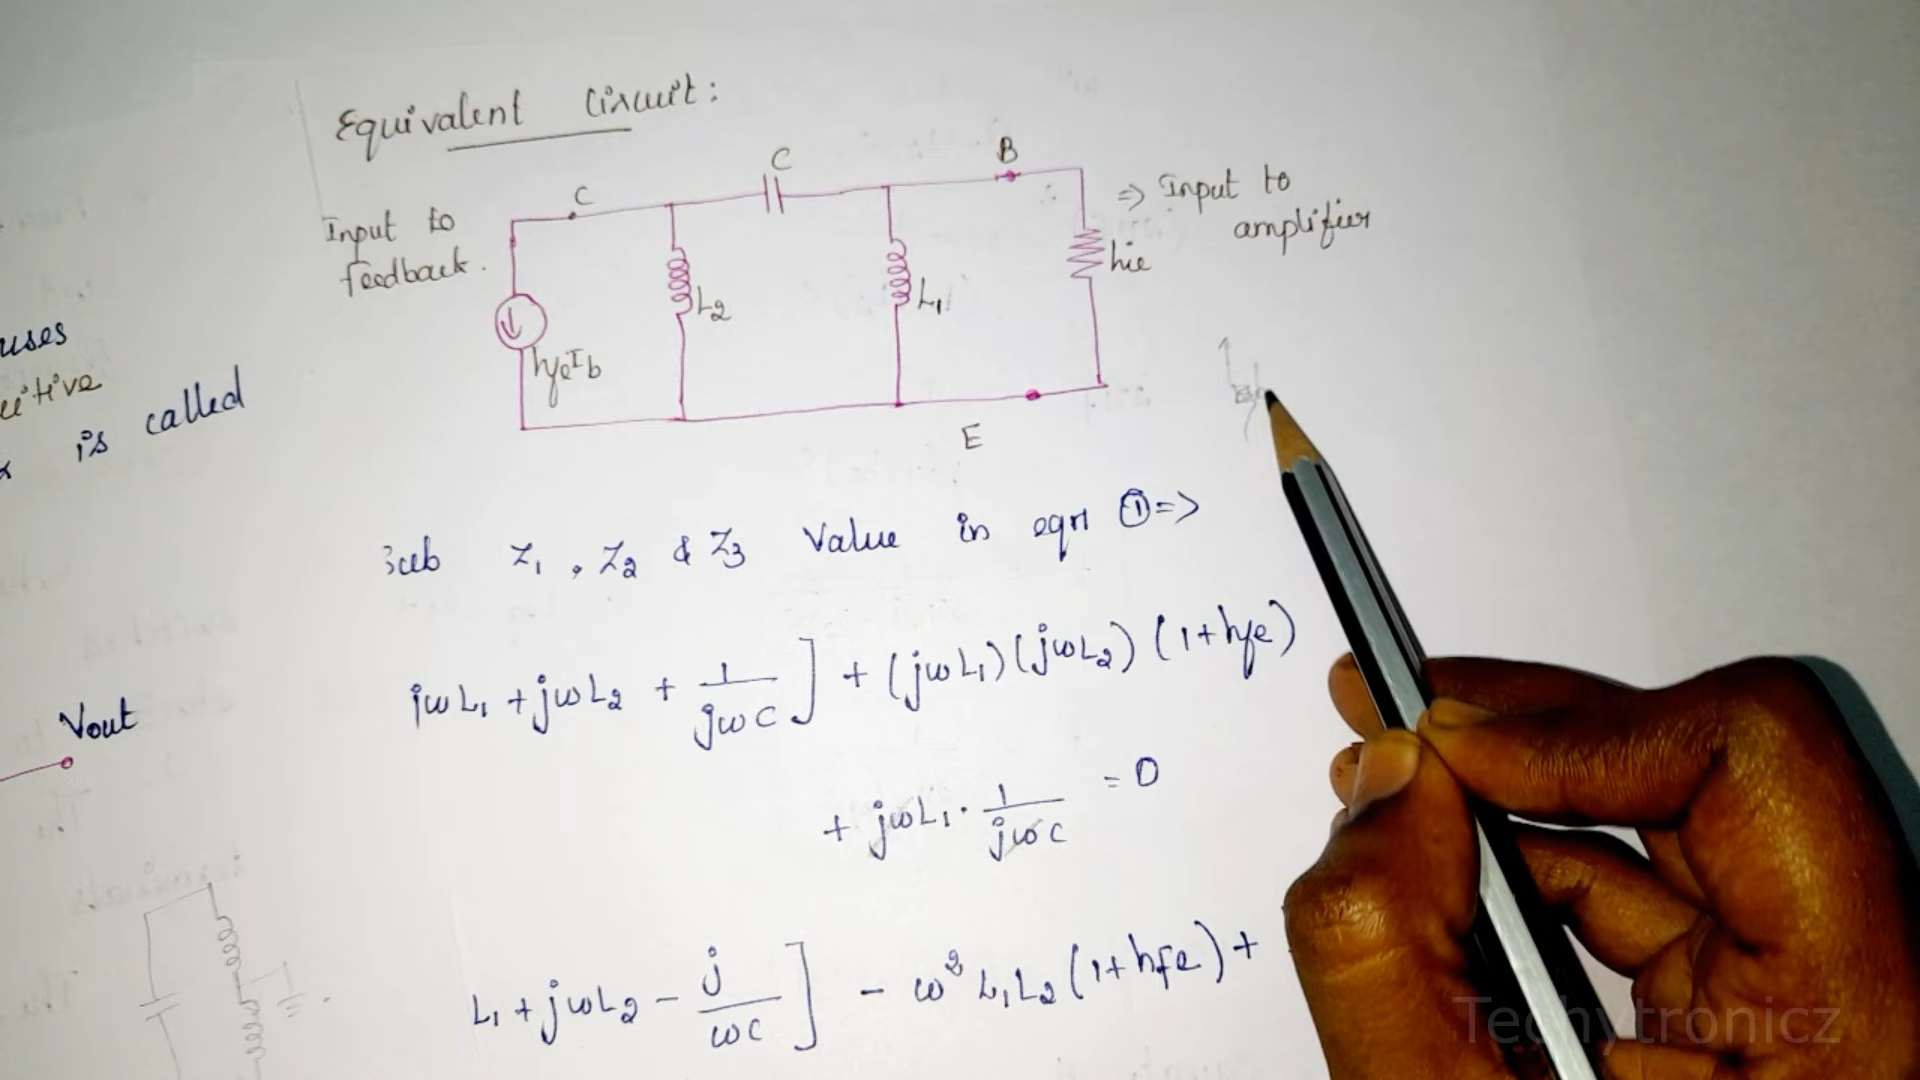 Equivalent Circuit:
Input to
feedback.
C
C
B
=> Input to
amplifier
hie
L2
L1
hfeIb
E
uses
is called
Sub Z1, Z2 & Z3 Value in eqn ①=>
jωL1 + jωL2 + 1/jωC] + (jωL1)(jωL2)(1+hfe)
+ jωL1 · 1/jωC = 0
L1 + jωL2 - j/ωC] - ω²L1L2(1+hfe)+
Vout
Techytronicz